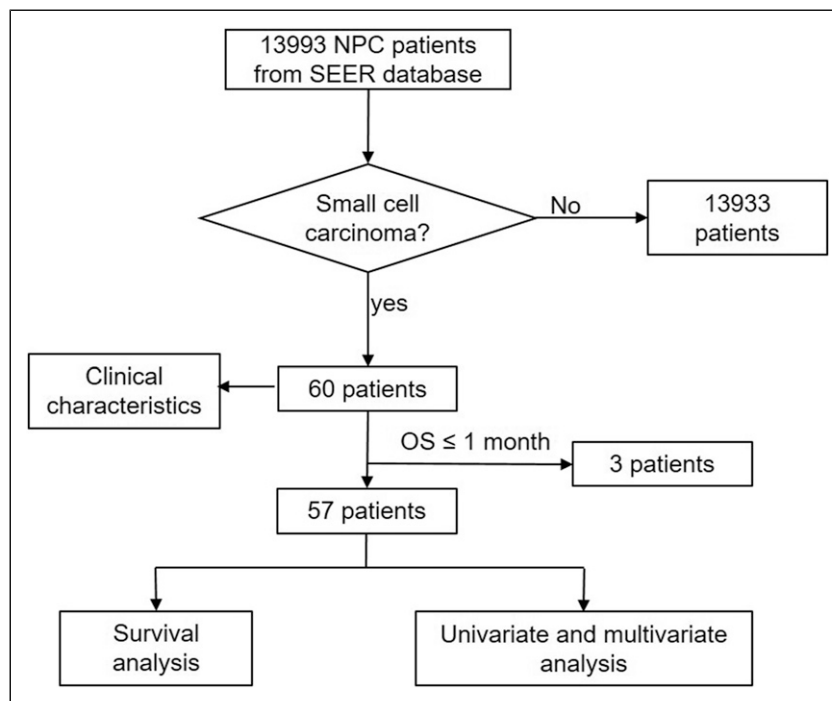 13993 NPC patients
from SEER database
Small cell
carcinoma?
No
13933
patients
yes
Clinical
characteristics
60 patients
OS ≤ 1 month
3 patients
57 patients
Survival
analysis
Univariate and multivariate
analysis